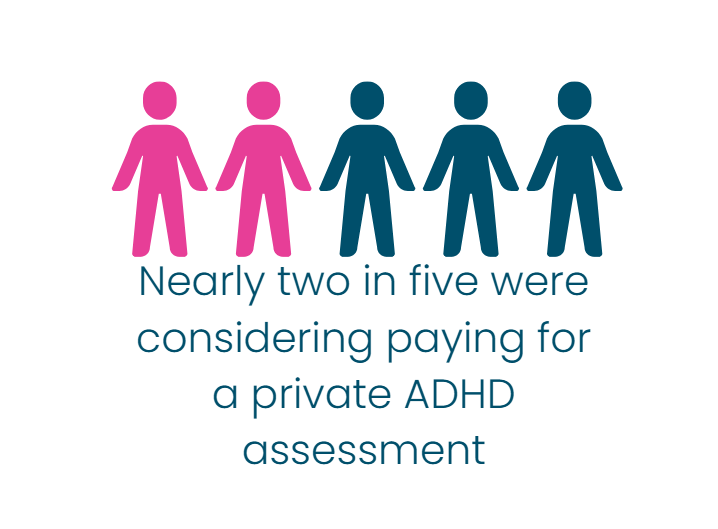 Nearly two in five were
considering paying for
a private ADHD
assessment